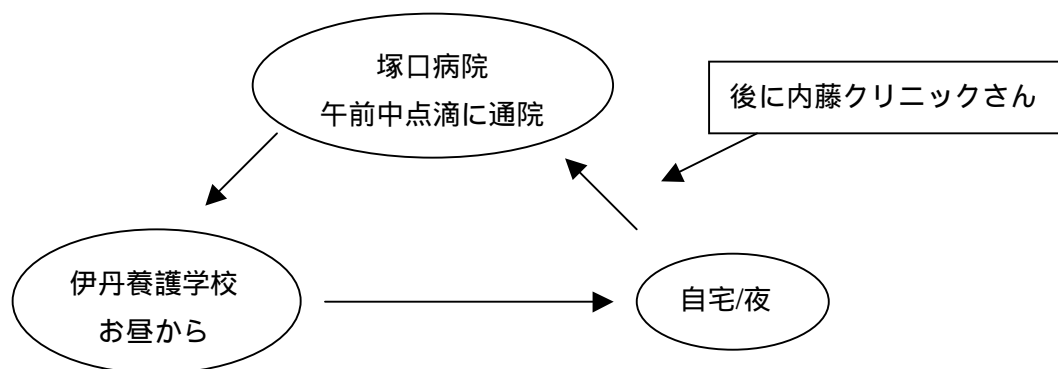 塚口病院
午前中点滴に通院
後に内藤クリニックさん
伊丹養護学校
お昼から
自宅/夜